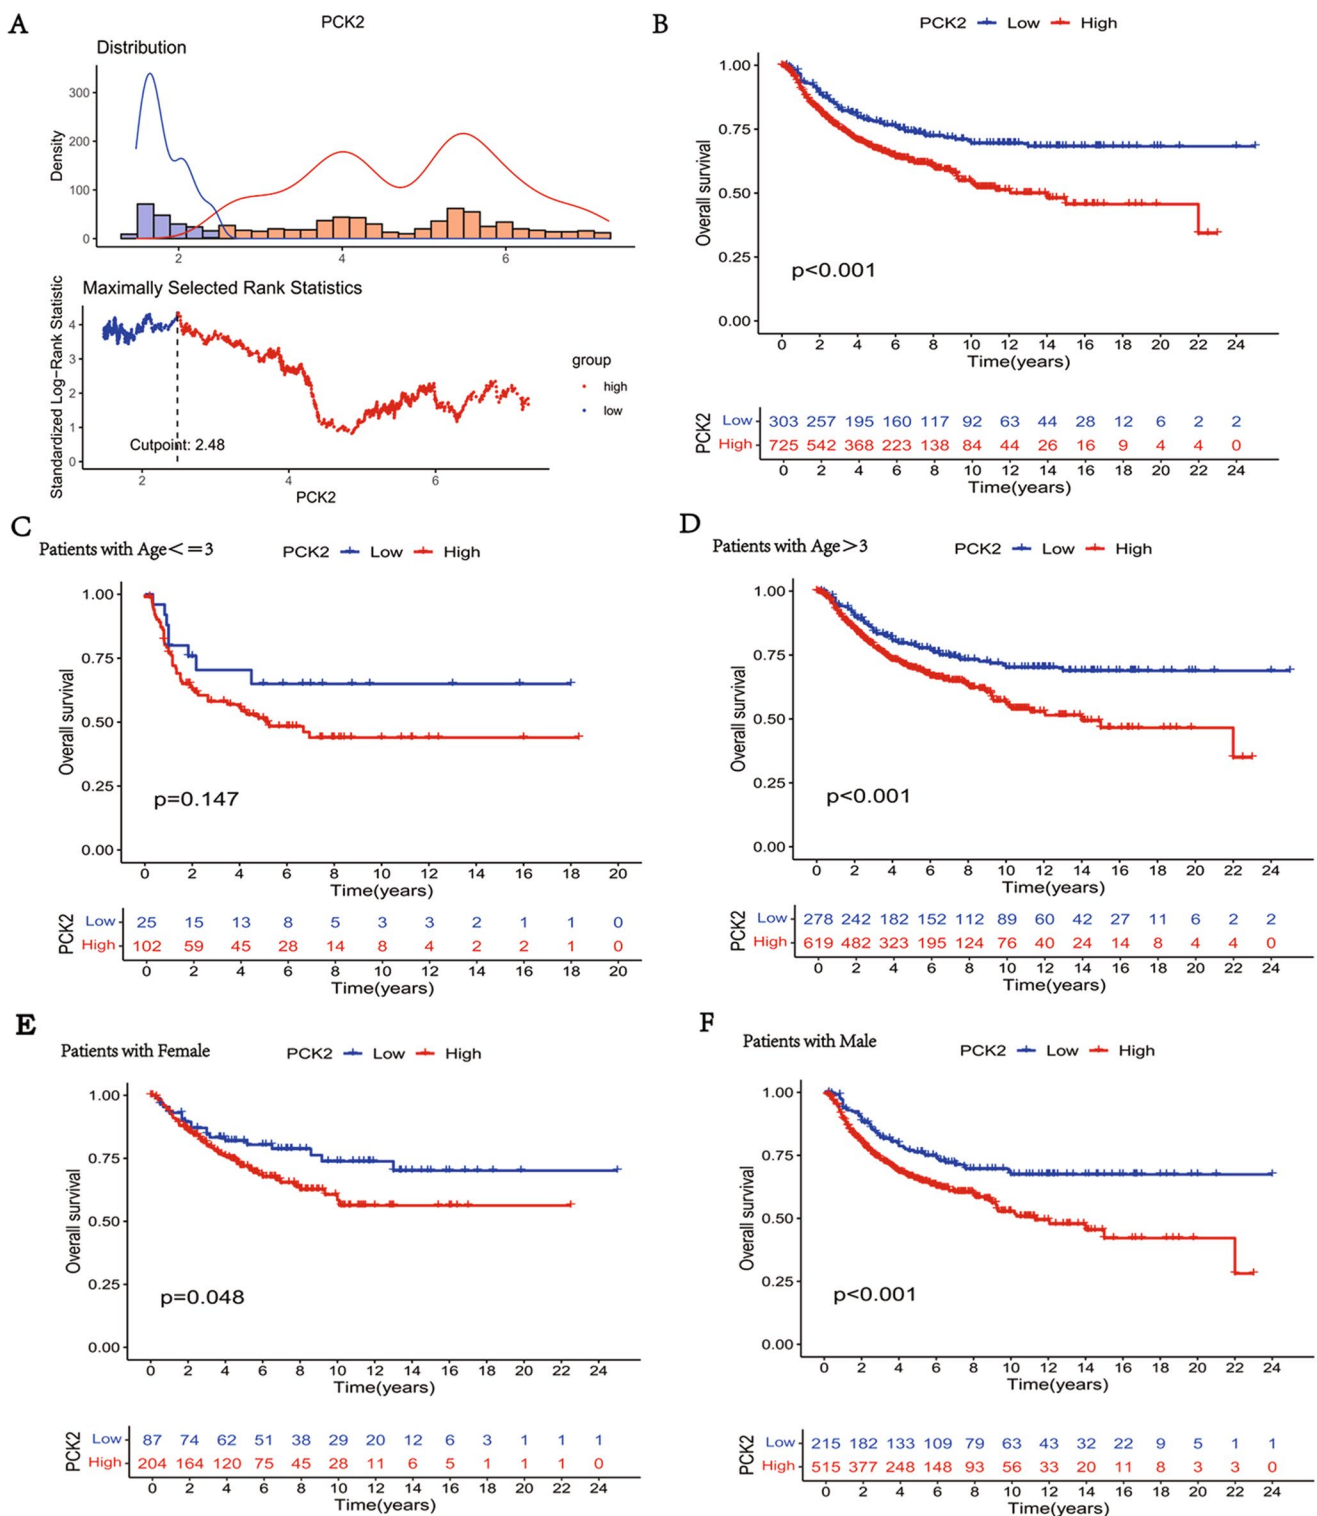 A
PCK2
Distribution
Density
300
200
100
0
2 4 6
Maximally Selected Rank Statistics
Standardized Log-Rank Statistic
4
3
2
1
0
Cutpoint: 2.48
2 4 6
PCK2
group
high
low
B
PCK2 Low High
Overall survival
1.00
0.75
0.50
0.25
0.00
p<0.001
0 2 4 6 8 10 12 14 16 18 20 22 24
Time(years)
PCK2
Low 303 257 195 160 117 92 63 44 28 12 6 2 2
High 725 542 368 223 138 84 44 26 16 9 4 4 0
0 2 4 6 8 10 12 14 16 18 20 22 24
Time(years)
C
Patients with Age<=3
PCK2 Low High
Overall survival
1.00
0.75
0.50
0.25
0.00
p=0.147
0 2 4 6 8 10 12 14 16 18 20
Time(years)
PCK2
Low 25 15 13 8 5 3 3 2 1 1 0
High 102 59 45 28 14 8 4 2 2 1 0
0 2 4 6 8 10 12 14 16 18 20
Time(years)
D
Patients with Age>3
PCK2 Low High
Overall survival
1.00
0.75
0.50
0.25
0.00
p<0.001
0 2 4 6 8 10 12 14 16 18 20 22 24
Time(years)
PCK2
Low 278 242 182 152 112 89 60 42 27 11 6 2 2
High 619 482 323 195 124 76 40 24 14 8 4 4 0
0 2 4 6 8 10 12 14 16 18 20 22 24
Time(years)
E
Patients with Female
PCK2 Low High
Overall survival
1.00
0.75
0.50
0.25
0.00
p=0.048
0 2 4 6 8 10 12 14 16 18 20 22 24
Time(years)
PCK2
Low 87 74 62 51 38 29 20 12 6 3 1 1 1
High 204 164 120 75 45 28 11 6 5 1 1 1 0
0 2 4 6 8 10 12 14 16 18 20 22 24
Time(years)
F
Patients with Male
PCK2 Low High
Overall survival
1.00
0.75
0.50
0.25
0.00
p<0.001
0 2 4 6 8 10 12 14 16 18 20 22 24
Time(years)
PCK2
Low 215 182 133 109 79 63 43 32 22 9 5 1 1
High 515 377 248 148 93 56 33 20 11 8 3 3 0
0 2 4 6 8 10 12 14 16 18 20 22 24
Time(years)